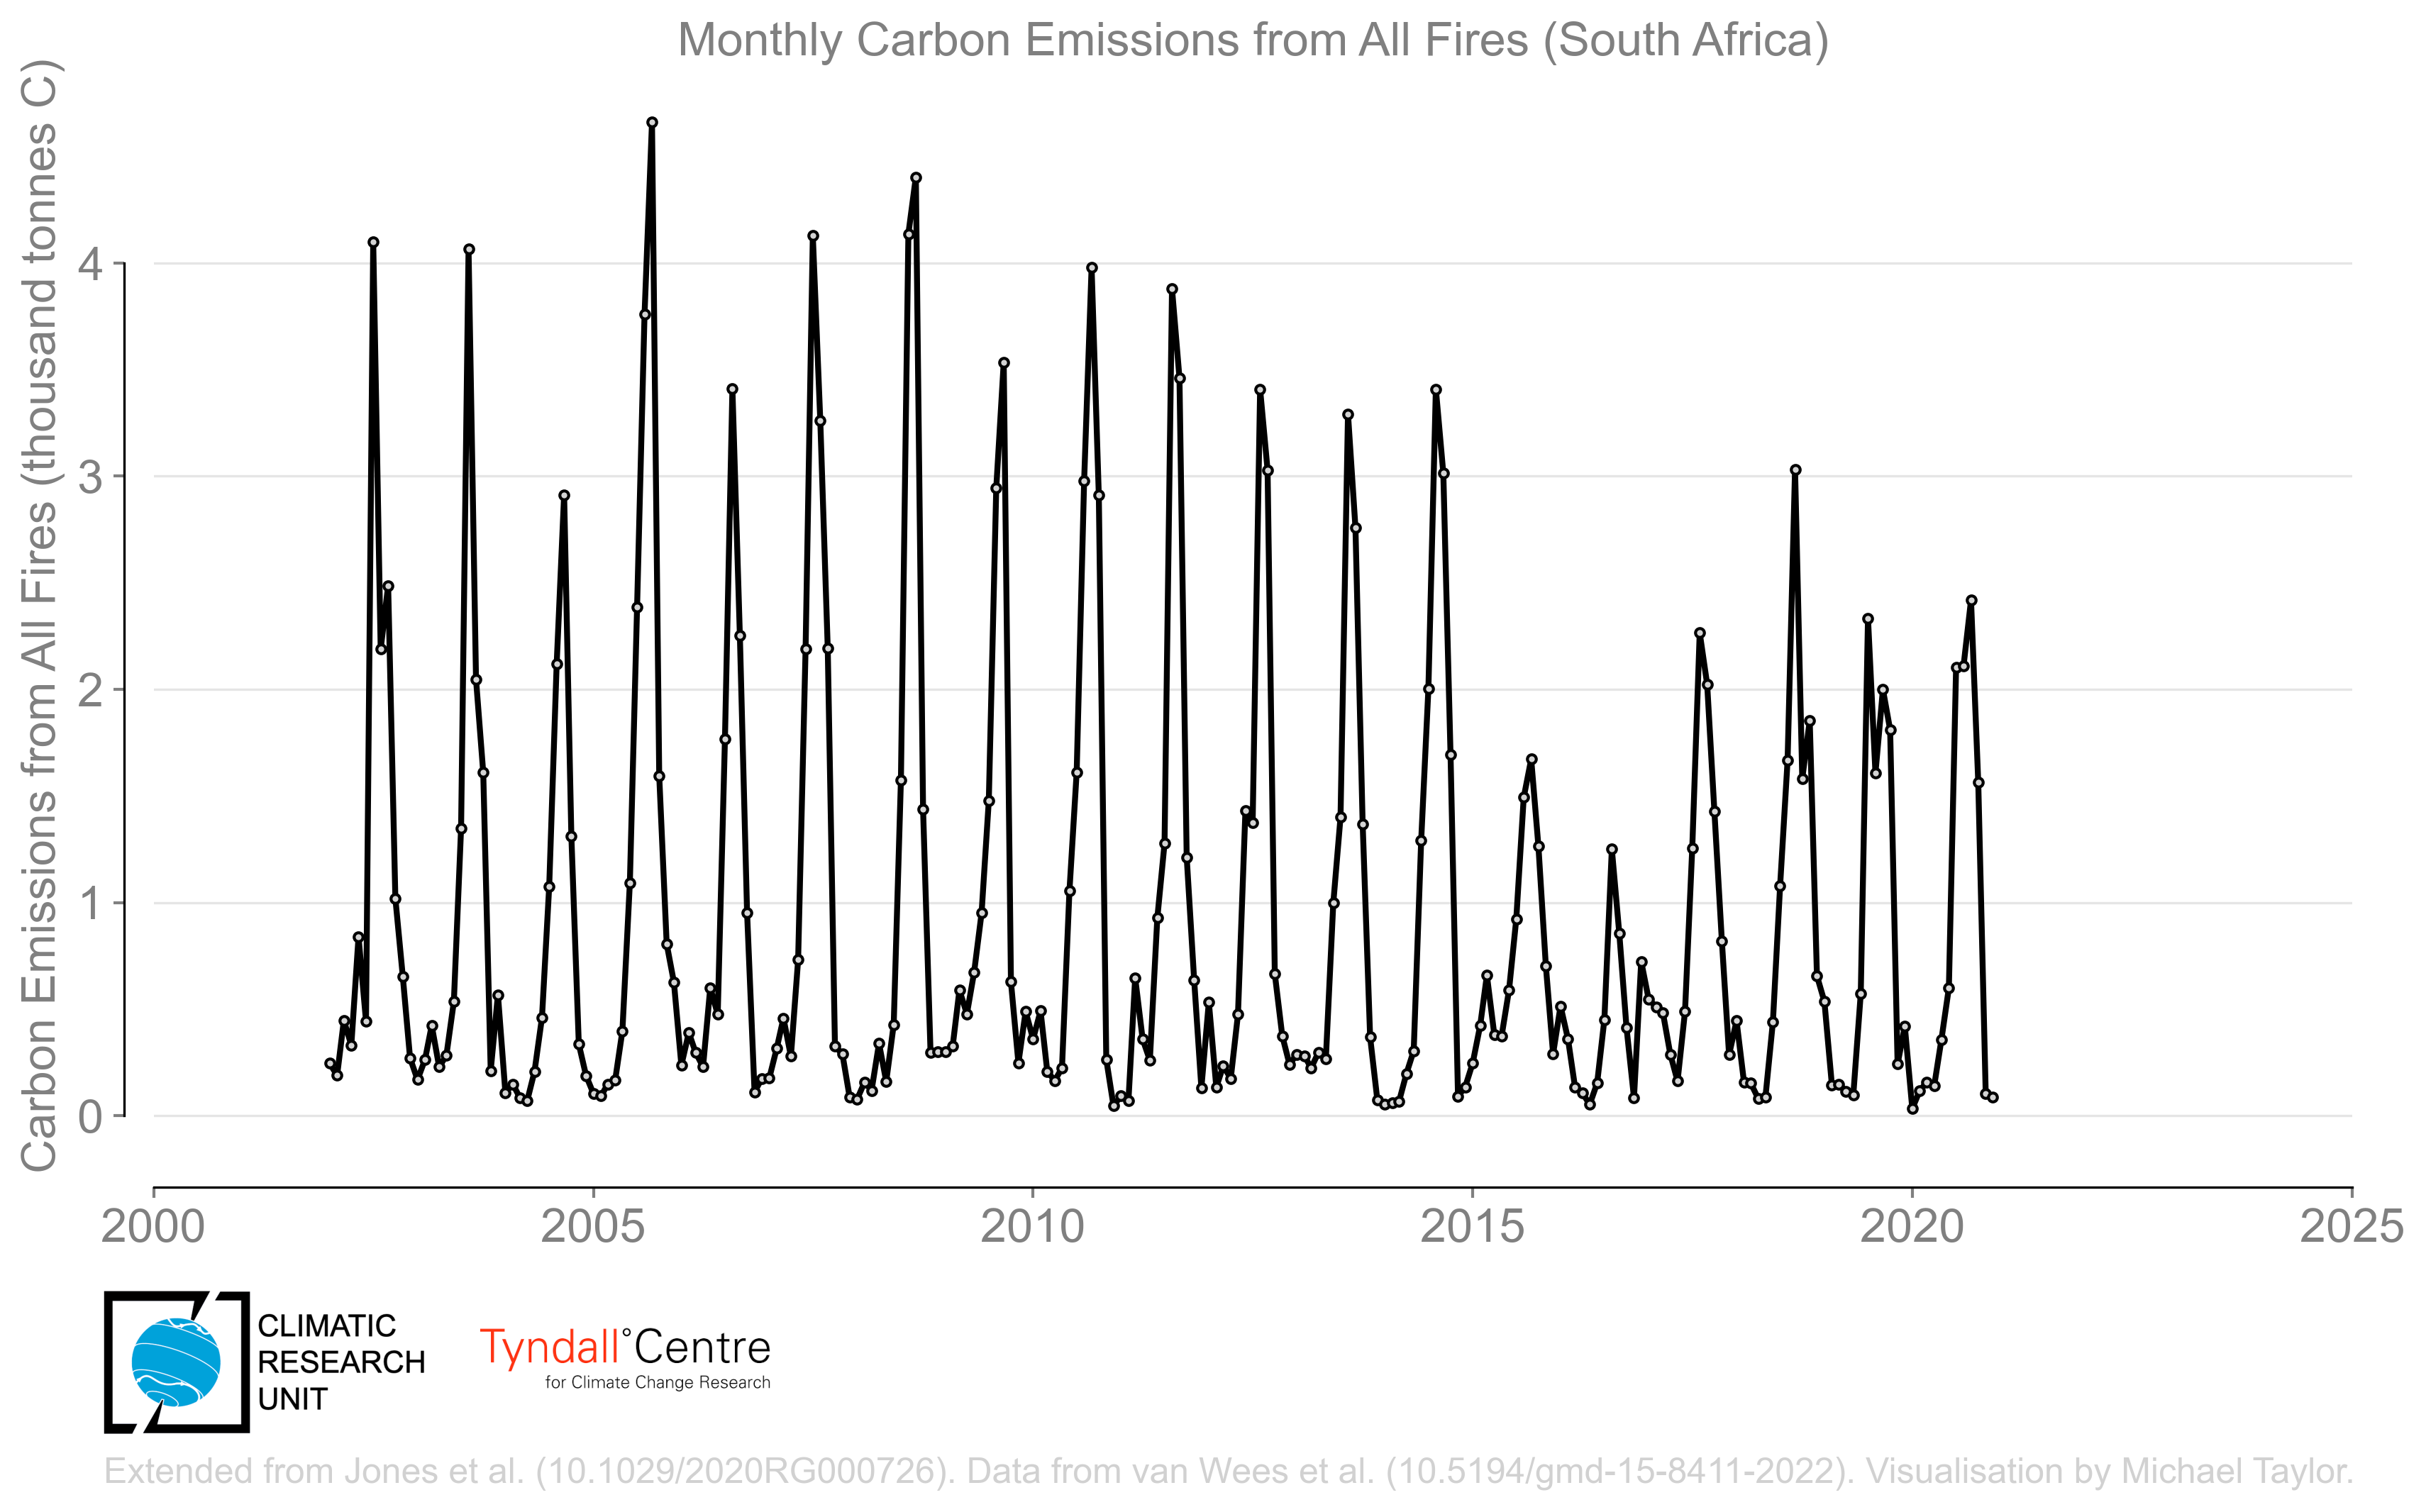 Monthly Carbon Emissions from All Fires (South Africa)
Carbon Emissions from All Fires (thousand tonnes C)
4
3
2
1
0
2000 2005 2010 2015 2020 2025
CLIMATIC
RESEARCH
UNIT
Tyndall°Centre
for Climate Change Research
Extended from Jones et al. (10.1029/2020RG000726). Data from van Wees et al. (10.5194/gmd-15-8411-2022). Visualisation by Michael Taylor.